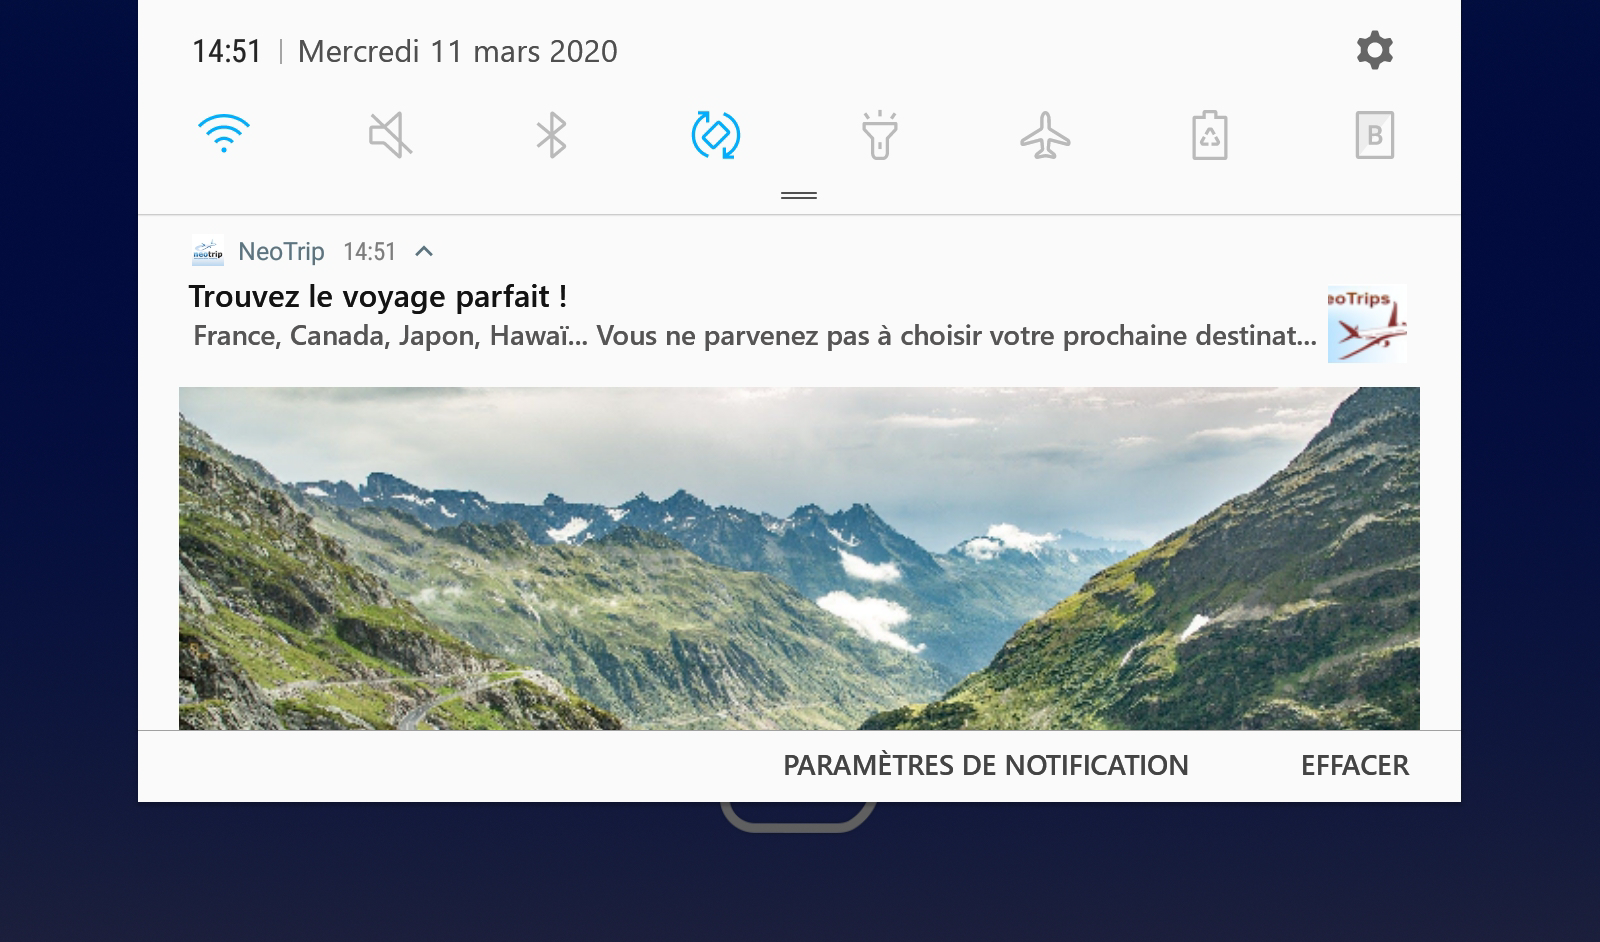 14:51 | Mercredi 11 mars 2020
B
neotrip NeoTrip 14:51
Trouvez le voyage parfait !
France, Canada, Japon, Hawaï... Vous ne parvenez pas à choisir votre prochaine destinat...
eoTrips
PARAMÈTRES DE NOTIFICATION EFFACER